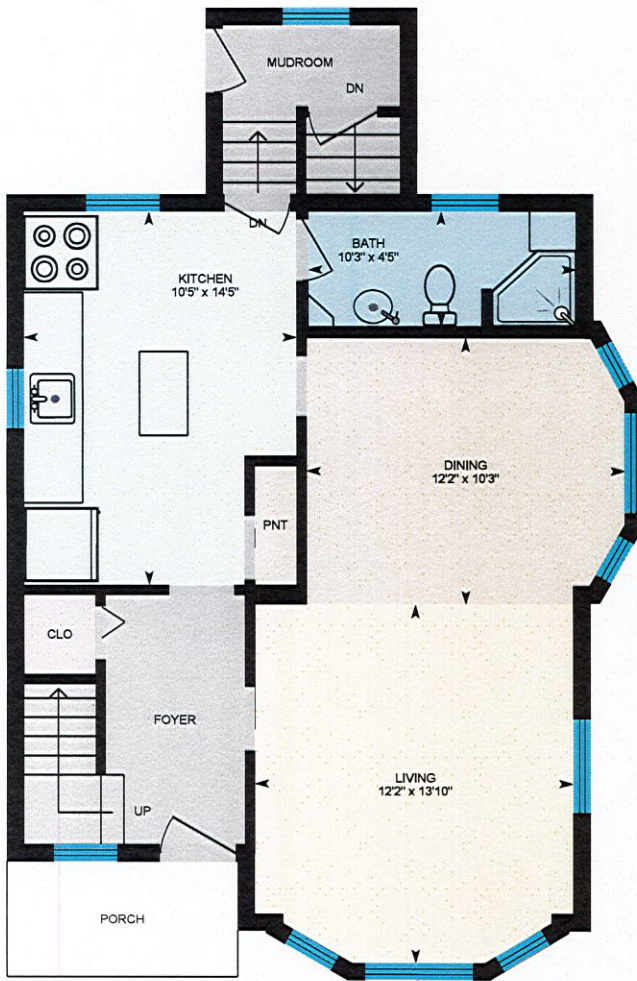 MUDROOM
DN
DN
BATH
10'3" x 4'5"
KITCHEN
10'5" x 14'5"
DINING
12'2" x 10'3"
PNT
CLO
FOYER
LIVING
12'2" x 13'10"
UP
PORCH